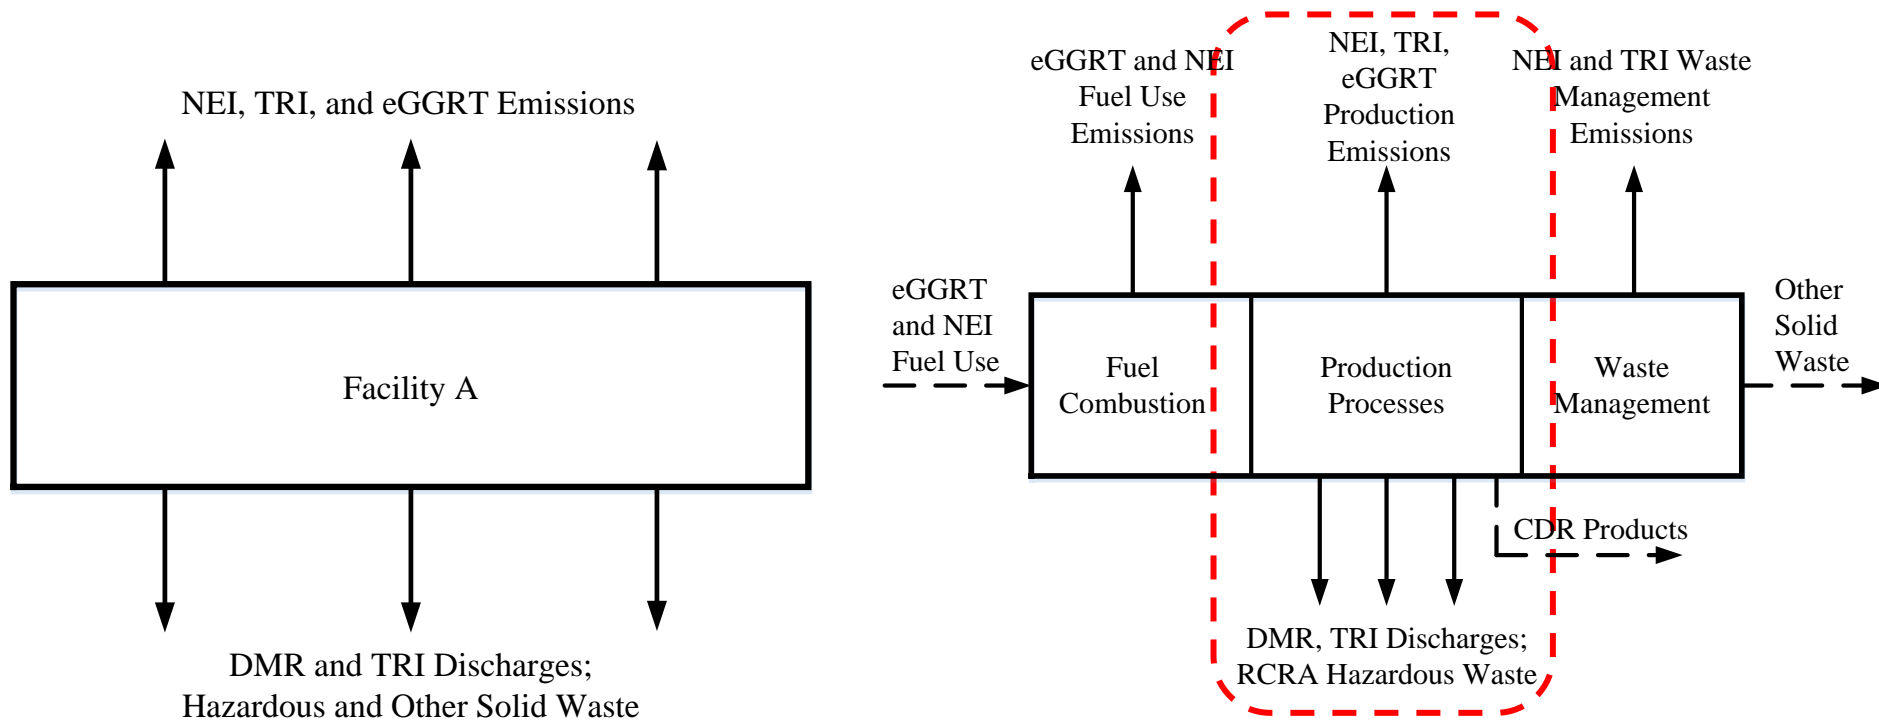 NEI, TRI, and eGGRT Emissions
Facility A
DMR and TRI Discharges;
Hazardous and Other Solid Waste
eGGRT and NEI
Fuel Use
Emissions
NEI, TRI,
eGGRT
Production
Emissions
NEI and TRI Waste
Management
Emissions
eGGRT
and NEI
Fuel Use
Fuel
Combustion
Production
Processes
Waste
Management
Other
Solid
Waste
CDR Products
DMR, TRI Discharges;
RCRA Hazardous Waste